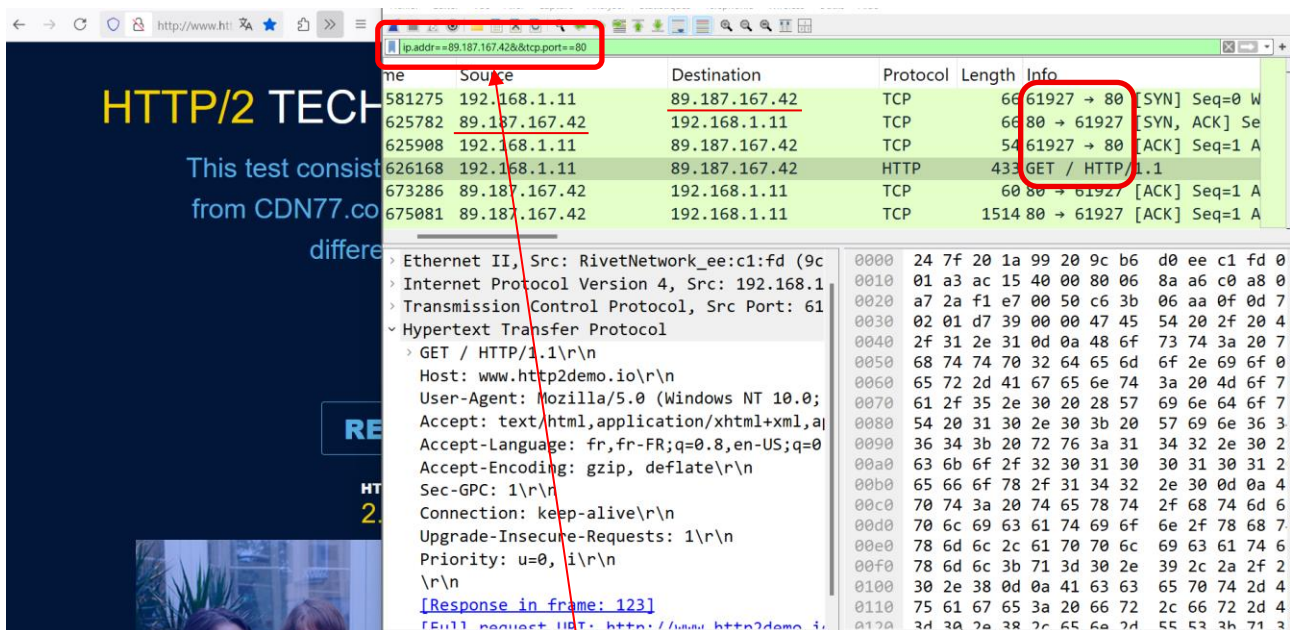 http://www.ht
ip.addr==89.187.167.42&&tcp.port==80
HTTP/2 TECH
This test consist
from CDN77.co
differe
RE
HT
2.
me Source Destination Protocol Length Info
581275 192.168.1.11 89.187.167.42 TCP 66 61927 → 80 [SYN] Seq=0 W
625782 89.187.167.42 192.168.1.11 TCP 66 80 → 61927 [SYN, ACK] Se
625908 192.168.1.11 89.187.167.42 TCP 54 61927 → 80 [ACK] Seq=1 A
626168 192.168.1.11 89.187.167.42 HTTP 433 GET / HTTP/1.1
673286 89.187.167.42 192.168.1.11 TCP 60 80 → 61927 [ACK] Seq=1 A
675081 89.187.167.42 192.168.1.11 TCP 1514 80 → 61927 [ACK] Seq=1 A
Ethernet II, Src: RivetNetwork_ee:c1:fd (9c
Internet Protocol Version 4, Src: 192.168.1
Transmission Control Protocol, Src Port: 61
Hypertext Transfer Protocol
GET / HTTP/1.1\r\n
Host: www.http2demo.io\r\n
User-Agent: Mozilla/5.0 (Windows NT 10.0;
Accept: text/html,application/xhtml+xml,a
Accept-Language: fr,fr-FR;q=0.8,en-US;q=0
Accept-Encoding: gzip, deflate\r\n
Sec-GPC: 1\r\n
Connection: keep-alive\r\n
Upgrade-Insecure-Requests: 1\r\n
Priority: u=0, i\r\n
\r\n
[Response in frame: 123]
[Full request URI: http://www.http2demo.i
0000 24 7f 20 1a 99 20 9c b6 d0 ee c1 fd 0
0010 01 a3 ac 15 40 00 80 06 8a a6 c0 a8 0
0020 a7 2a f1 e7 00 50 c6 3b 06 aa 0f 0d 7
0030 02 01 d7 39 00 00 47 45 54 20 2f 20 4
0040 2f 31 2e 31 0d 0a 48 6f 73 74 3a 20 7
0050 68 74 74 70 32 64 65 6d 6f 2e 69 6f 0
0060 65 72 2d 41 67 65 6e 74 3a 20 4d 6f 7
0070 61 2f 35 2e 30 20 28 57 69 6e 64 6f 7
0080 54 20 31 30 2e 30 3b 20 57 69 6e 36 3
0090 36 34 3b 20 72 76 3a 31 34 32 2e 30 2
00a0 63 6b 6f 2f 32 30 31 30 30 31 30 31 2
00b0 65 66 6f 78 2f 31 34 32 2e 30 0d 0a 4
00c0 70 74 3a 20 74 65 78 74 2f 68 74 6d 6
00d0 70 6c 69 63 61 74 69 6f 6e 2f 78 68 7
00e0 78 6d 6c 2c 61 70 70 6c 69 63 61 74 6
00f0 78 6d 6c 3b 71 3d 30 2e 39 2c 2a 2f 2
0100 30 2e 38 0d 0a 41 63 63 65 70 74 2d 4
0110 75 61 67 65 3a 20 66 72 2c 66 72 2d 4
0120 3d 30 2e 38 2c 65 6e 2d 55 53 3b 71 3